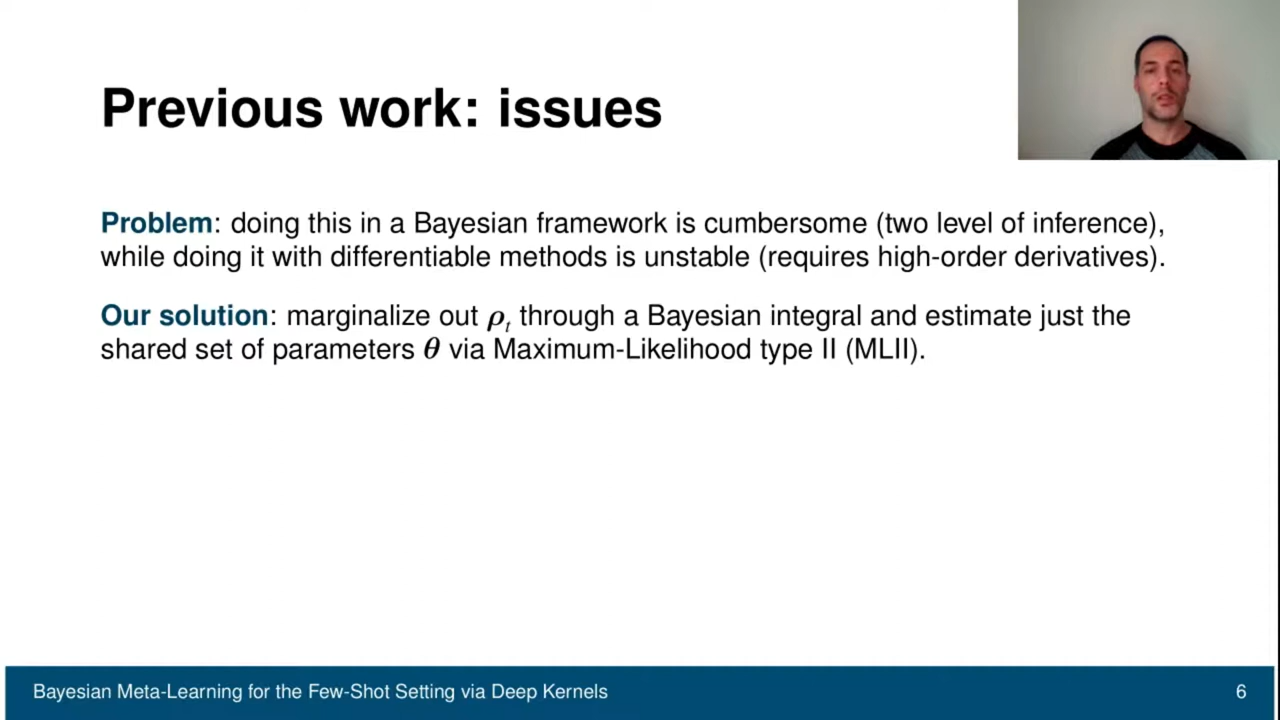 Previous work: issues
Problem: doing this in a Bayesian framework is cumbersome (two level of inference),
while doing it with differentiable methods is unstable (requires high-order derivatives).
Our solution: marginalize out ρₜ through a Bayesian integral and estimate just the
shared set of parameters θ via Maximum-Likelihood type II (MLII).
Bayesian Meta-Learning for the Few-Shot Setting via Deep Kernels 6